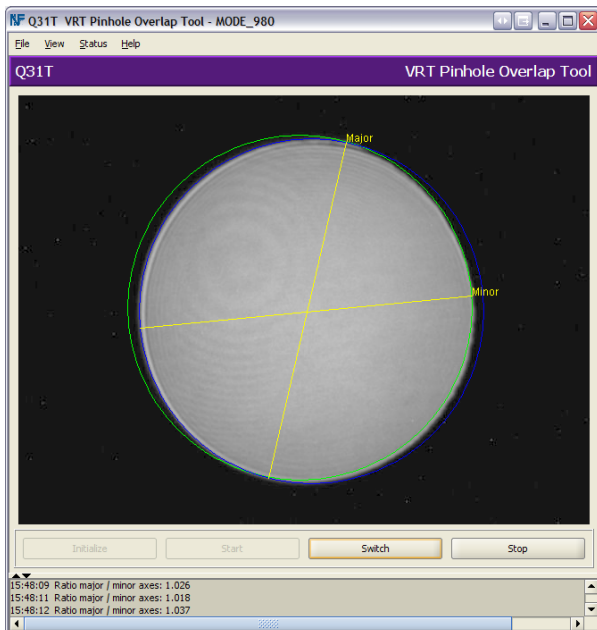 NF Q31T VRT Pinhole Overlap Tool - MODE_980
File View Status Help
Q31T VRT Pinhole Overlap Tool
Major
Minor
Initialize Start Switch Stop
15:48:09 Ratio major / minor axes: 1.026
15:48:11 Ratio major / minor axes: 1.018
15:48:12 Ratio major / minor axes: 1.037